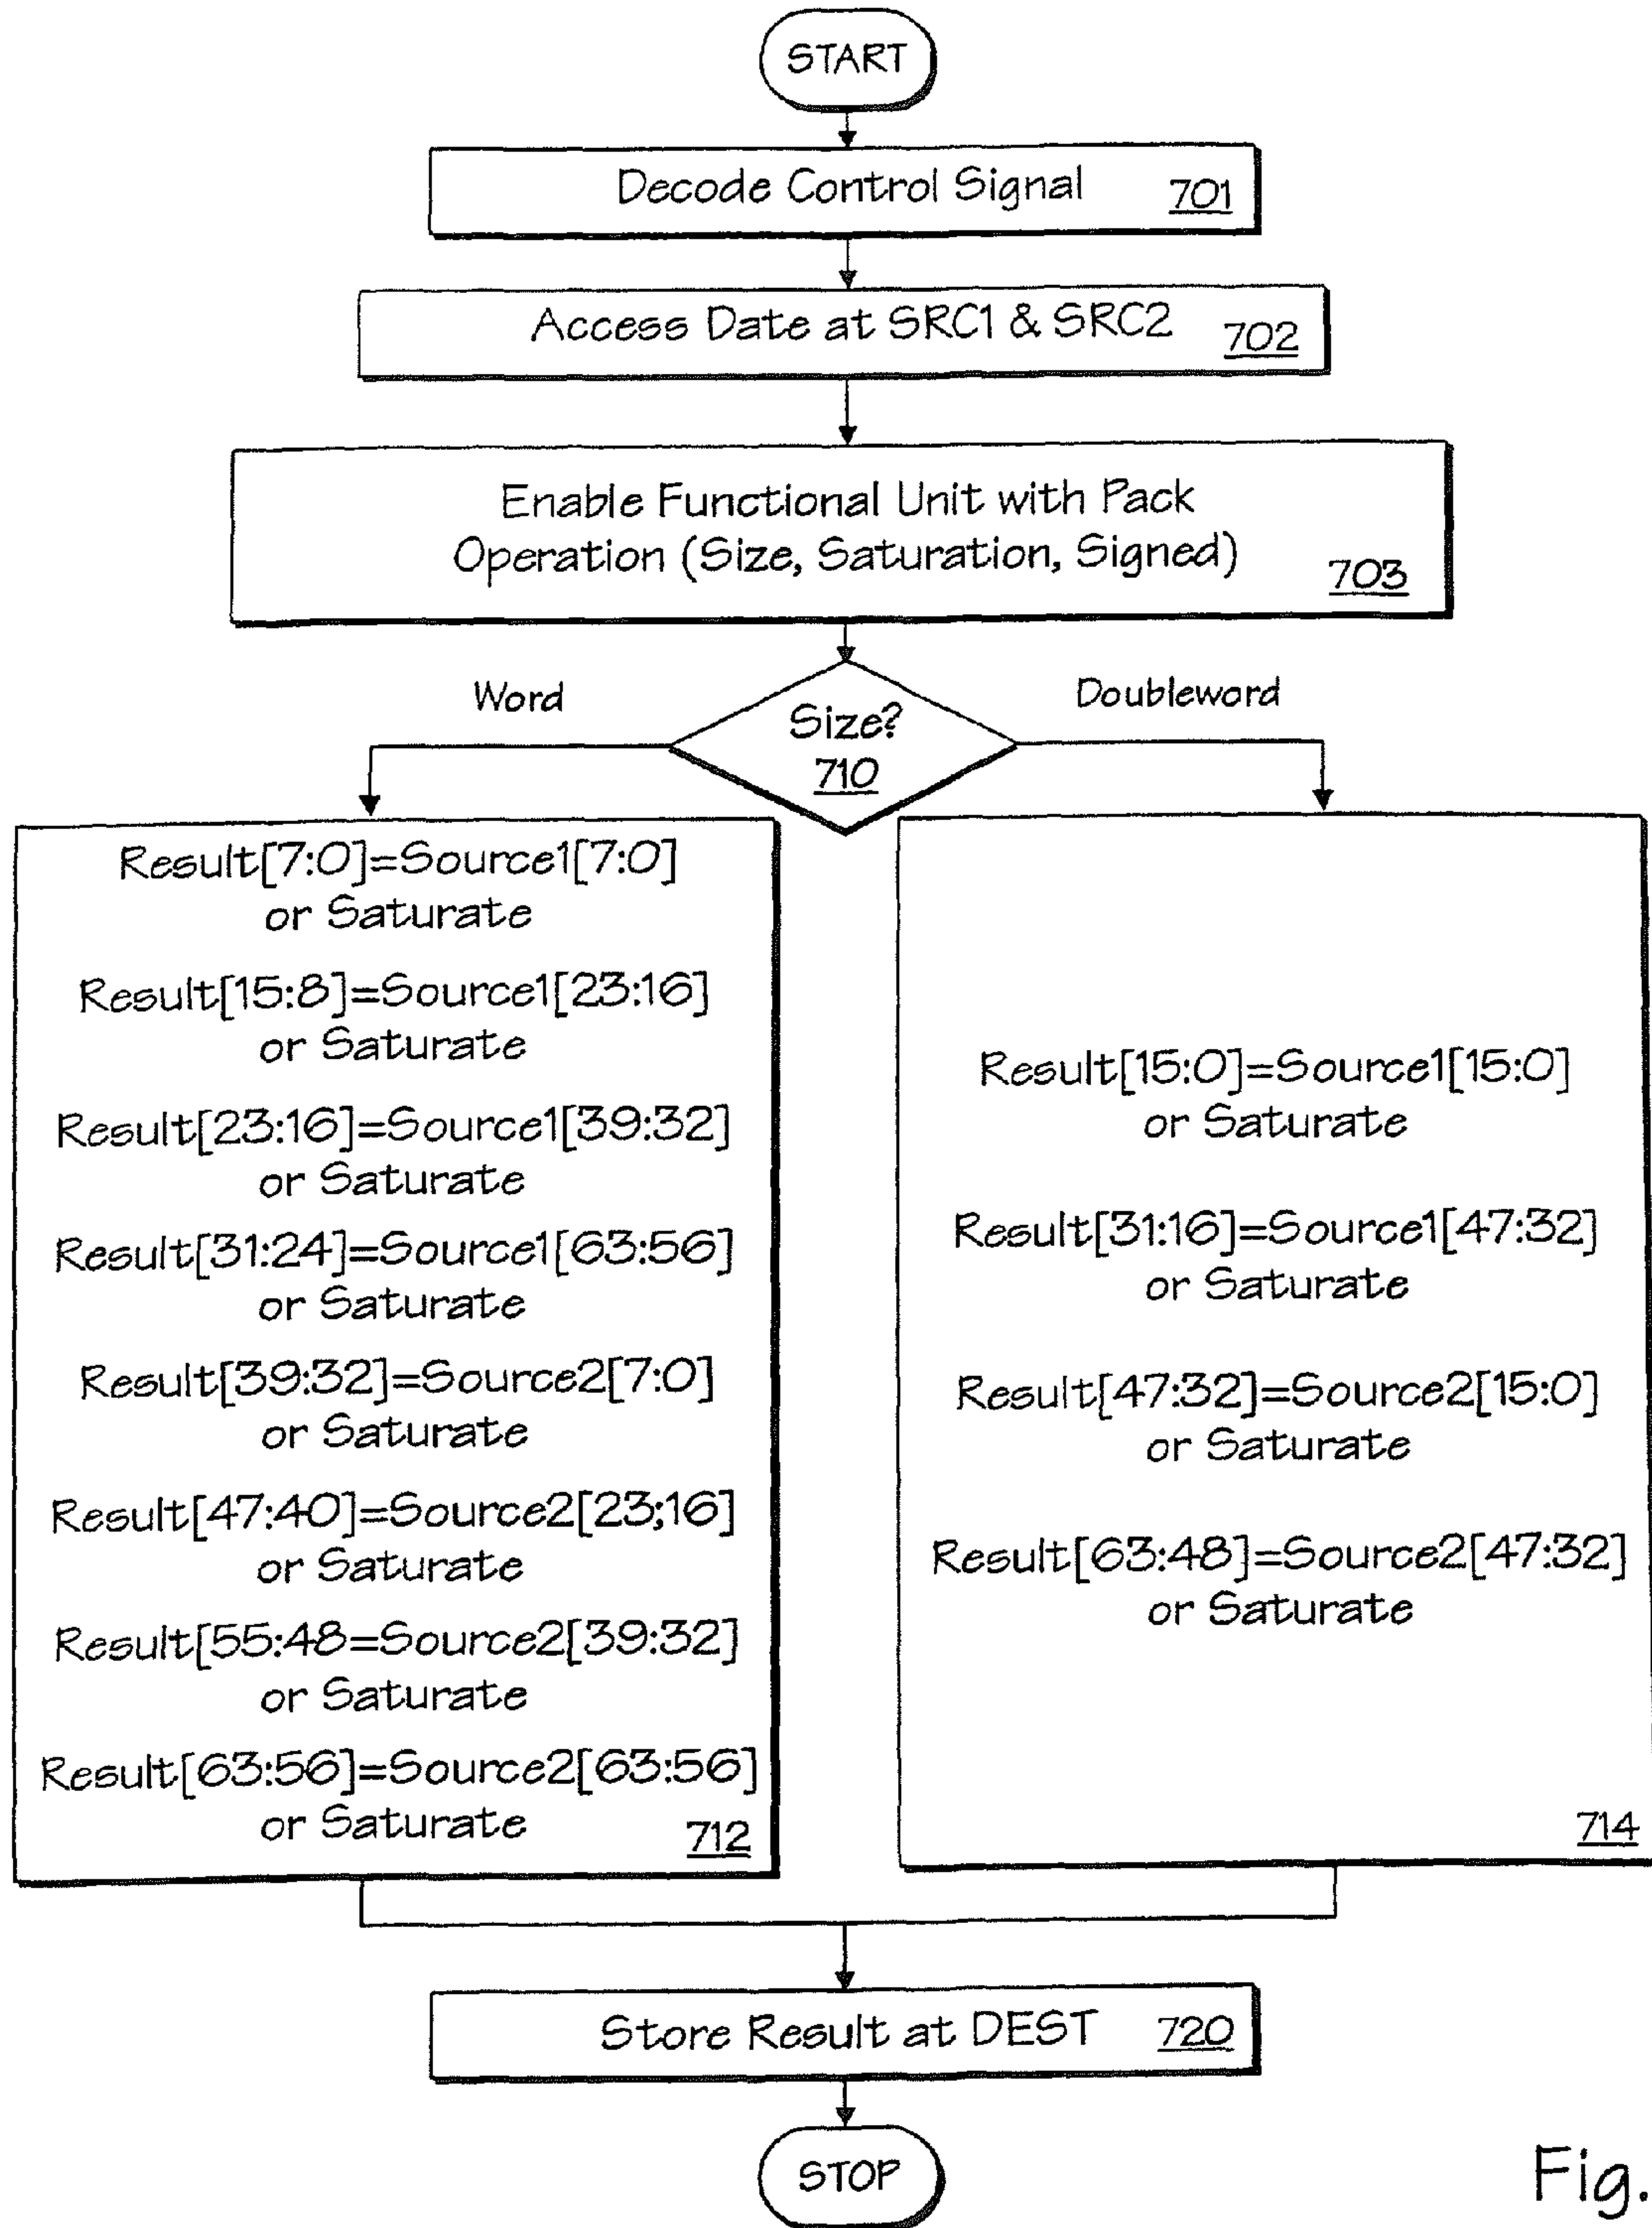 START
Decode Control Signal 701
Access Date at SRC1 & SRC2 702
Enable Functional Unit with Pack
Operation (Size, Saturation, Signed) 703
Word
Size?
710
Doubleword
Result[7:0]=Source1[7:0]
or Saturate
Result[15:8]=Source1[23:16]
or Saturate
Result[23:16]=Source1[39:32]
or Saturate
Result[31:24]=Source1[63:56]
or Saturate
Result[39:32]=Source2[7:0]
or Saturate
Result[47:40]=Source2[23;16]
or Saturate
Result[55:48=Source2[39:32]
or Saturate
Result[63:56]=Source2[63:56]
or Saturate
712
Result[15:0]=Source1[15:0]
or Saturate
Result[31:16]=Source1[47:32]
or Saturate
Result[47:32]=Source2[15:0]
or Saturate
Result[63:48]=Source2[47:32]
or Saturate
714
Store Result at DEST 720
STOP
Fig.